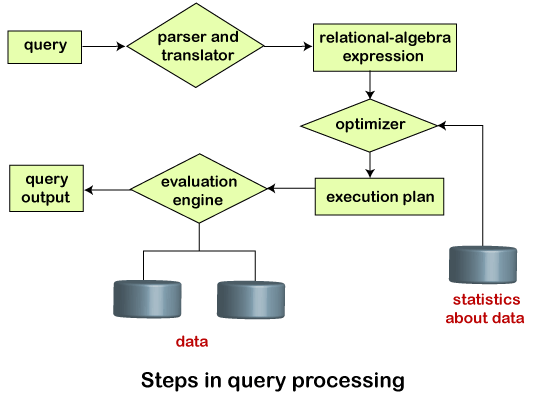 query
parser and
translator
relational-algebra
expression
optimizer
query
output
evaluation
engine
execution plan
statistics
about data
data
Steps in query processing